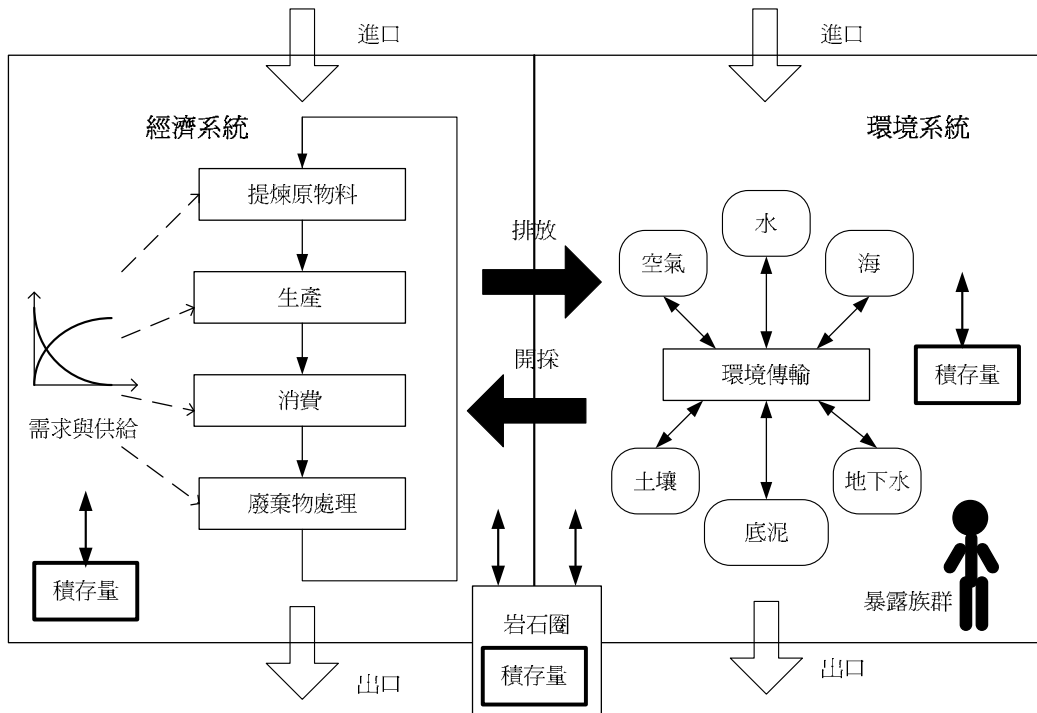 進口
進口
經濟系統
環境系統
提煉原物料
生產
消費
廢棄物處理
需求與供給
積存量
排放
開採
水
空氣
海
環境傳輸
土壤
地下水
底泥
積存量
暴露族群
岩石圈
積存量
出口
出口